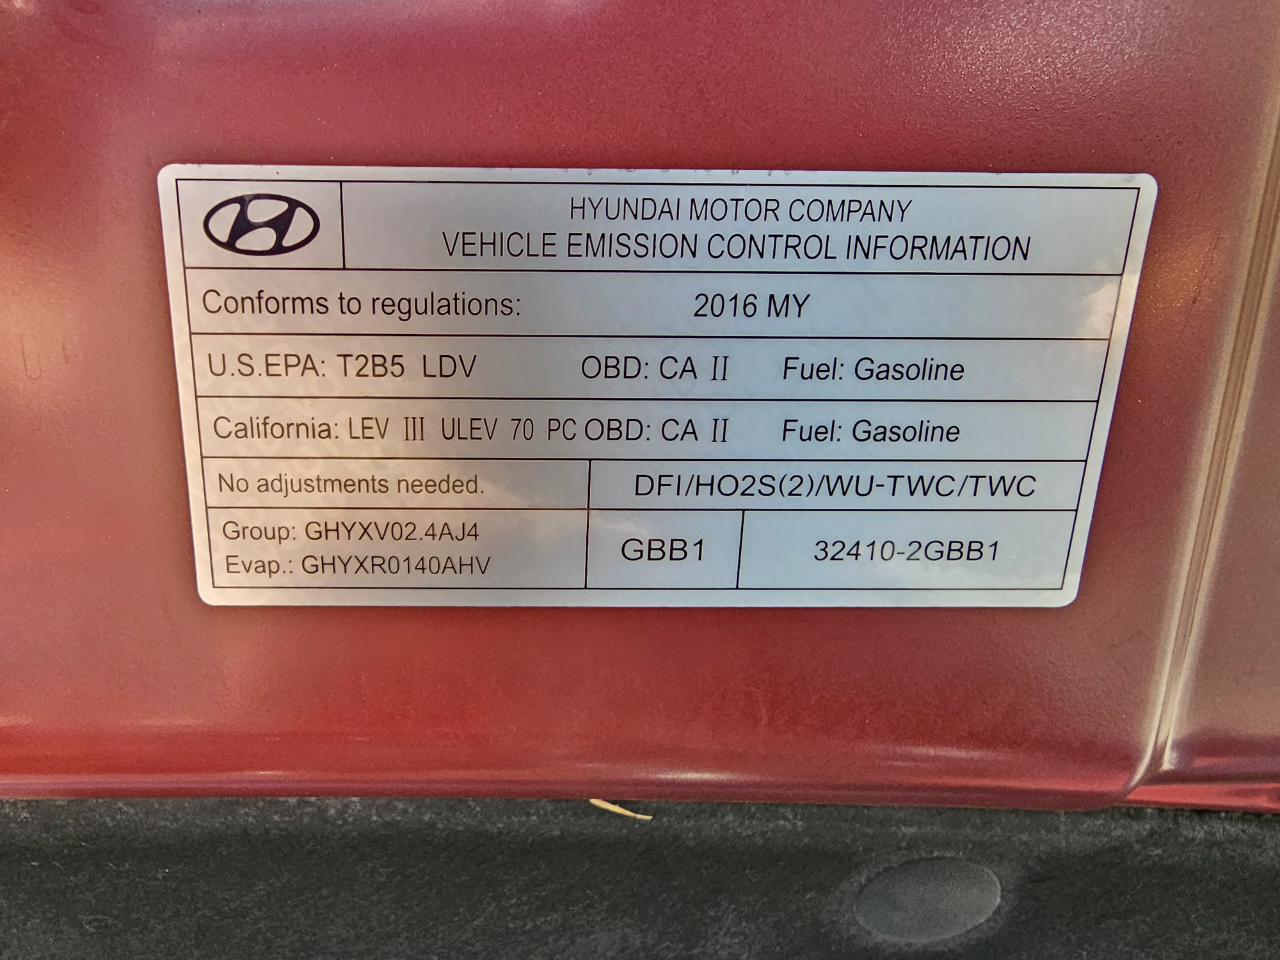 HYUNDAI MOTOR COMPANY
VEHICLE EMISSION CONTROL INFORMATION
Conforms to regulations: 2016 MY
U.S.EPA: T2B5 LDV OBD: CA II Fuel: Gasoline
California: LEV III ULEV 70 PC OBD: CA II Fuel: Gasoline
No adjustments needed. DFI/HO2S(2)/WU-TWC/TWC
Group: GHYXV02.4AJ4
Evap.: GHYXR0140AHV
GBB1 32410-2GBB1